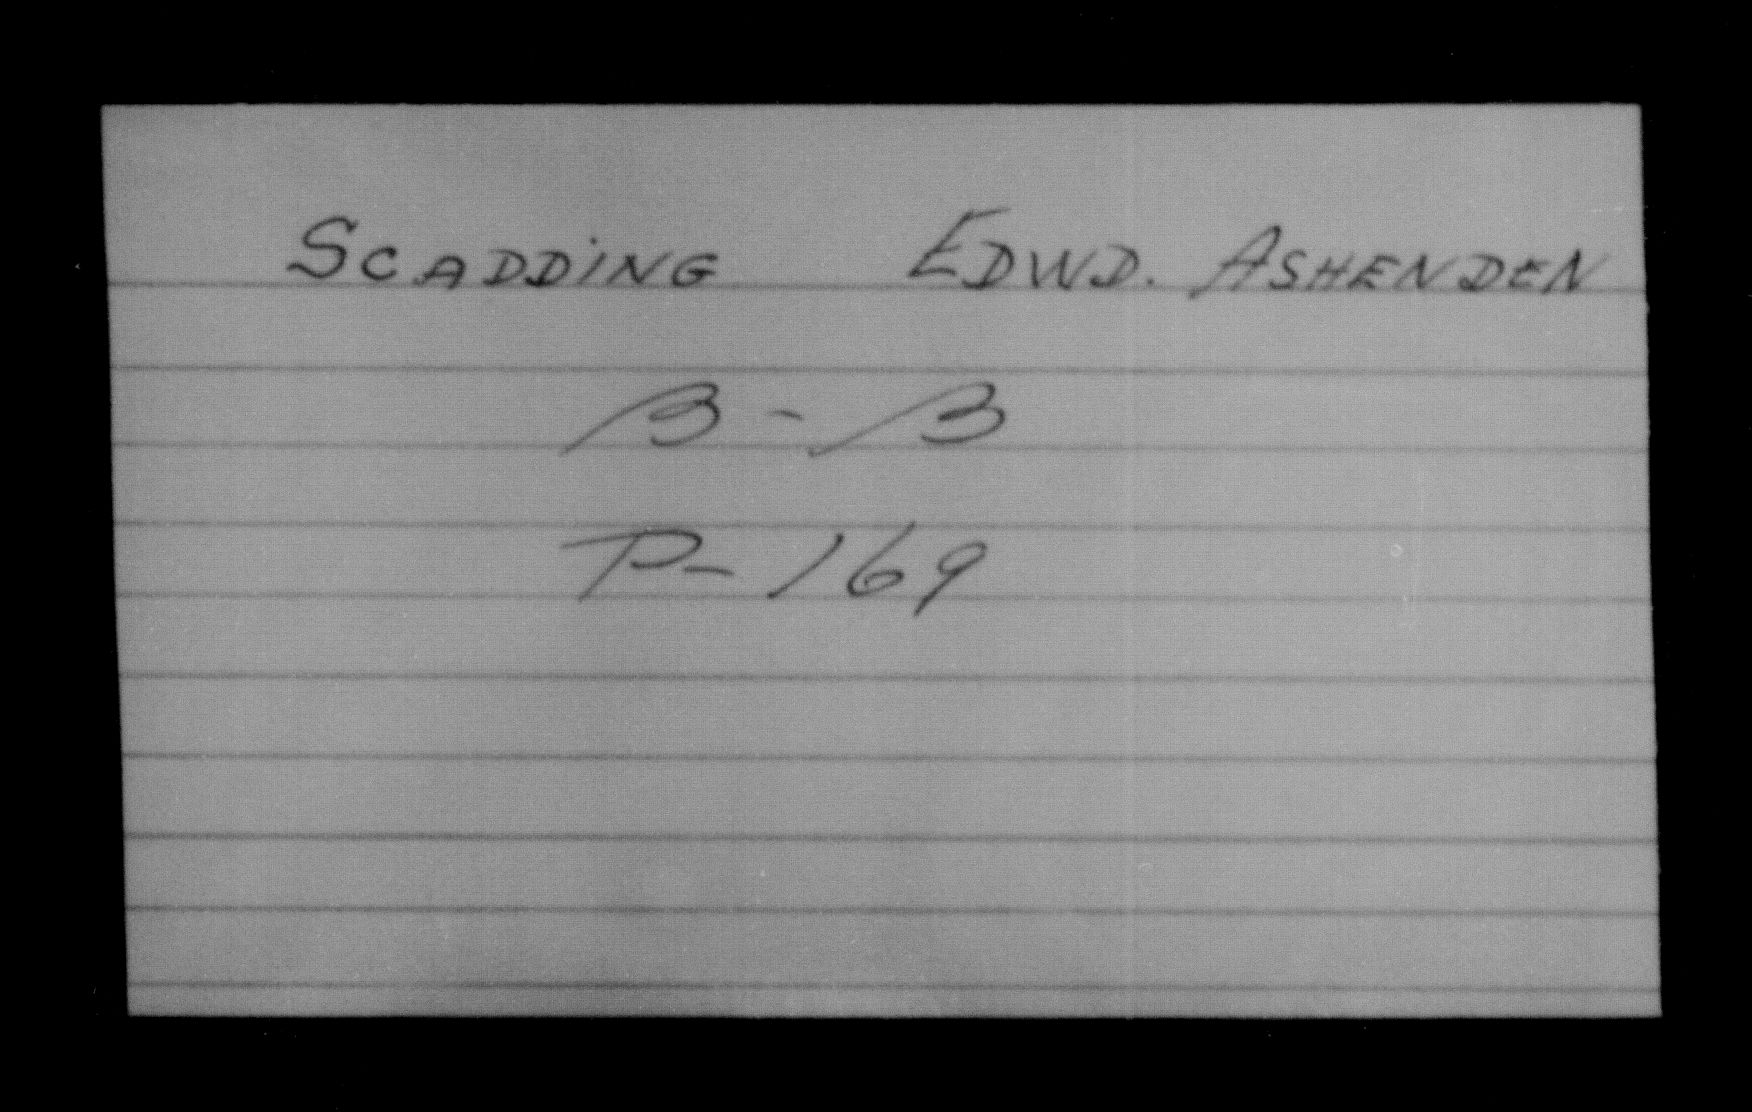 SCADDiNG EDWD. ASHENDEN
B - B
P- 169